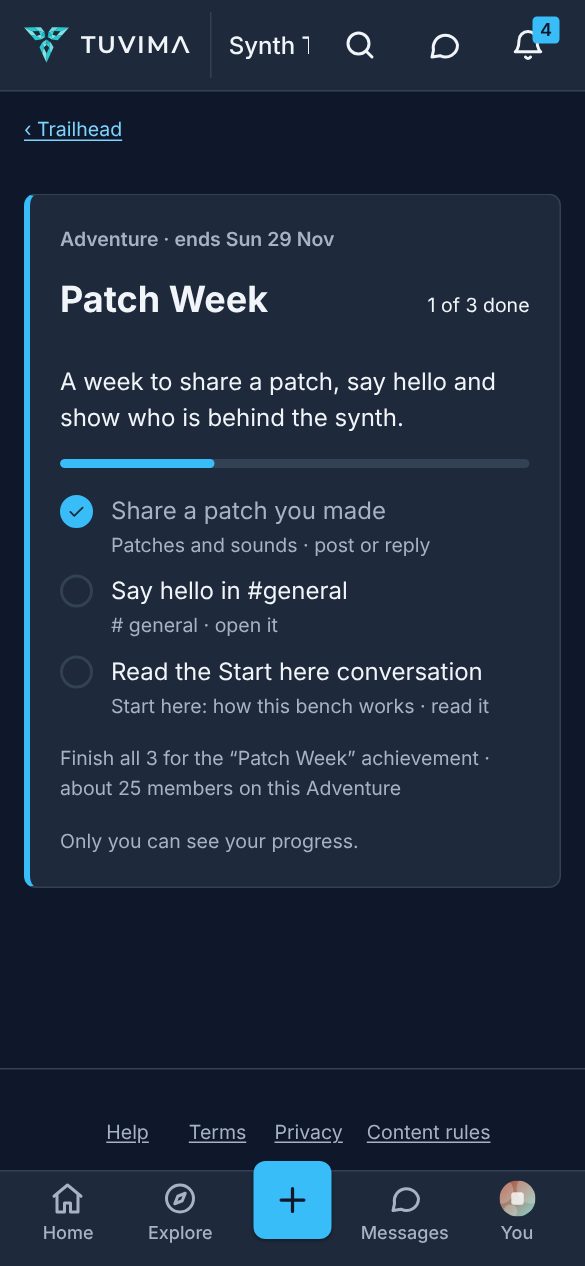 TUVIMA
Synth
4
‹ Trailhead
Adventure · ends Sun 29 Nov
Patch Week
1 of 3 done
A week to share a patch, say hello and
show who is behind the synth.
Share a patch you made
Patches and sounds · post or reply
Say hello in #general
# general · open it
Read the Start here conversation
Start here: how this bench works · read it
Finish all 3 for the “Patch Week” achievement ·
about 25 members on this Adventure
Only you can see your progress.
Help
Terms
Privacy
Content rules
Home
Explore
Messages
You